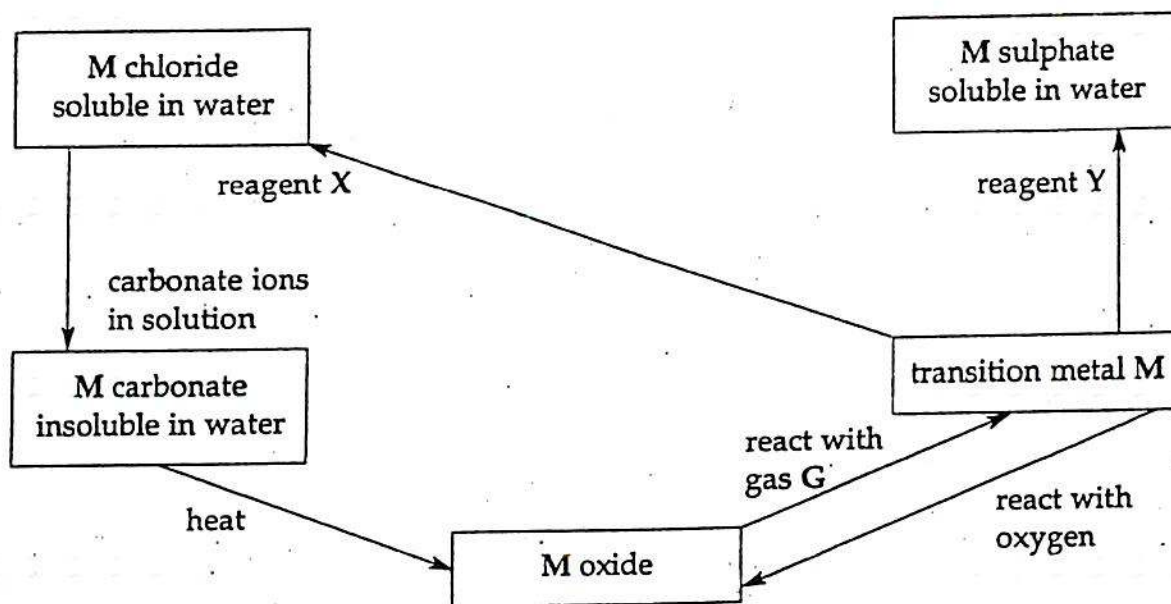 M chloride
soluble in water
M sulphate
soluble in water
reagent X
reagent Y
carbonate ions
in solution
M carbonate
insoluble in water
transition metal M
react with
gas G
heat
react with
oxygen
M oxide